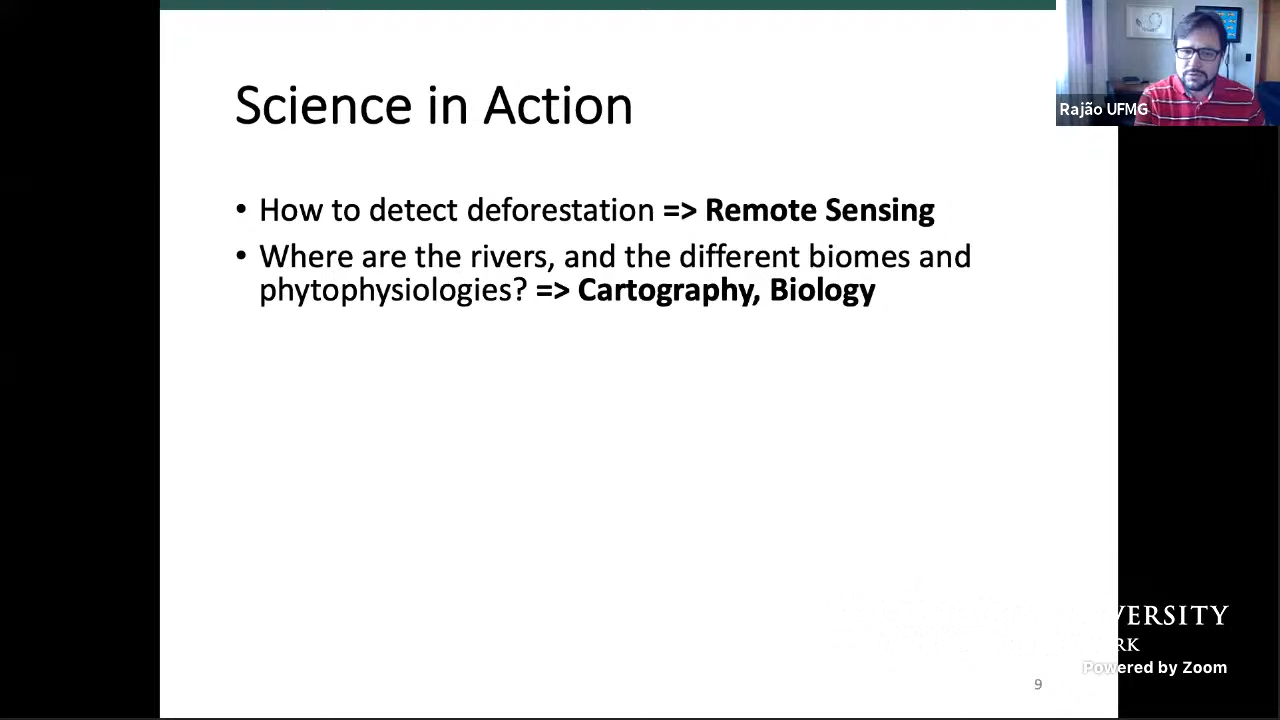 Science in Action
• How to detect deforestation => Remote Sensing
• Where are the rivers, and the different biomes and
phytophysiologies? => Cartography, Biology
Rajão UFMG
VERSITY
RK
Powered by Zoom
9